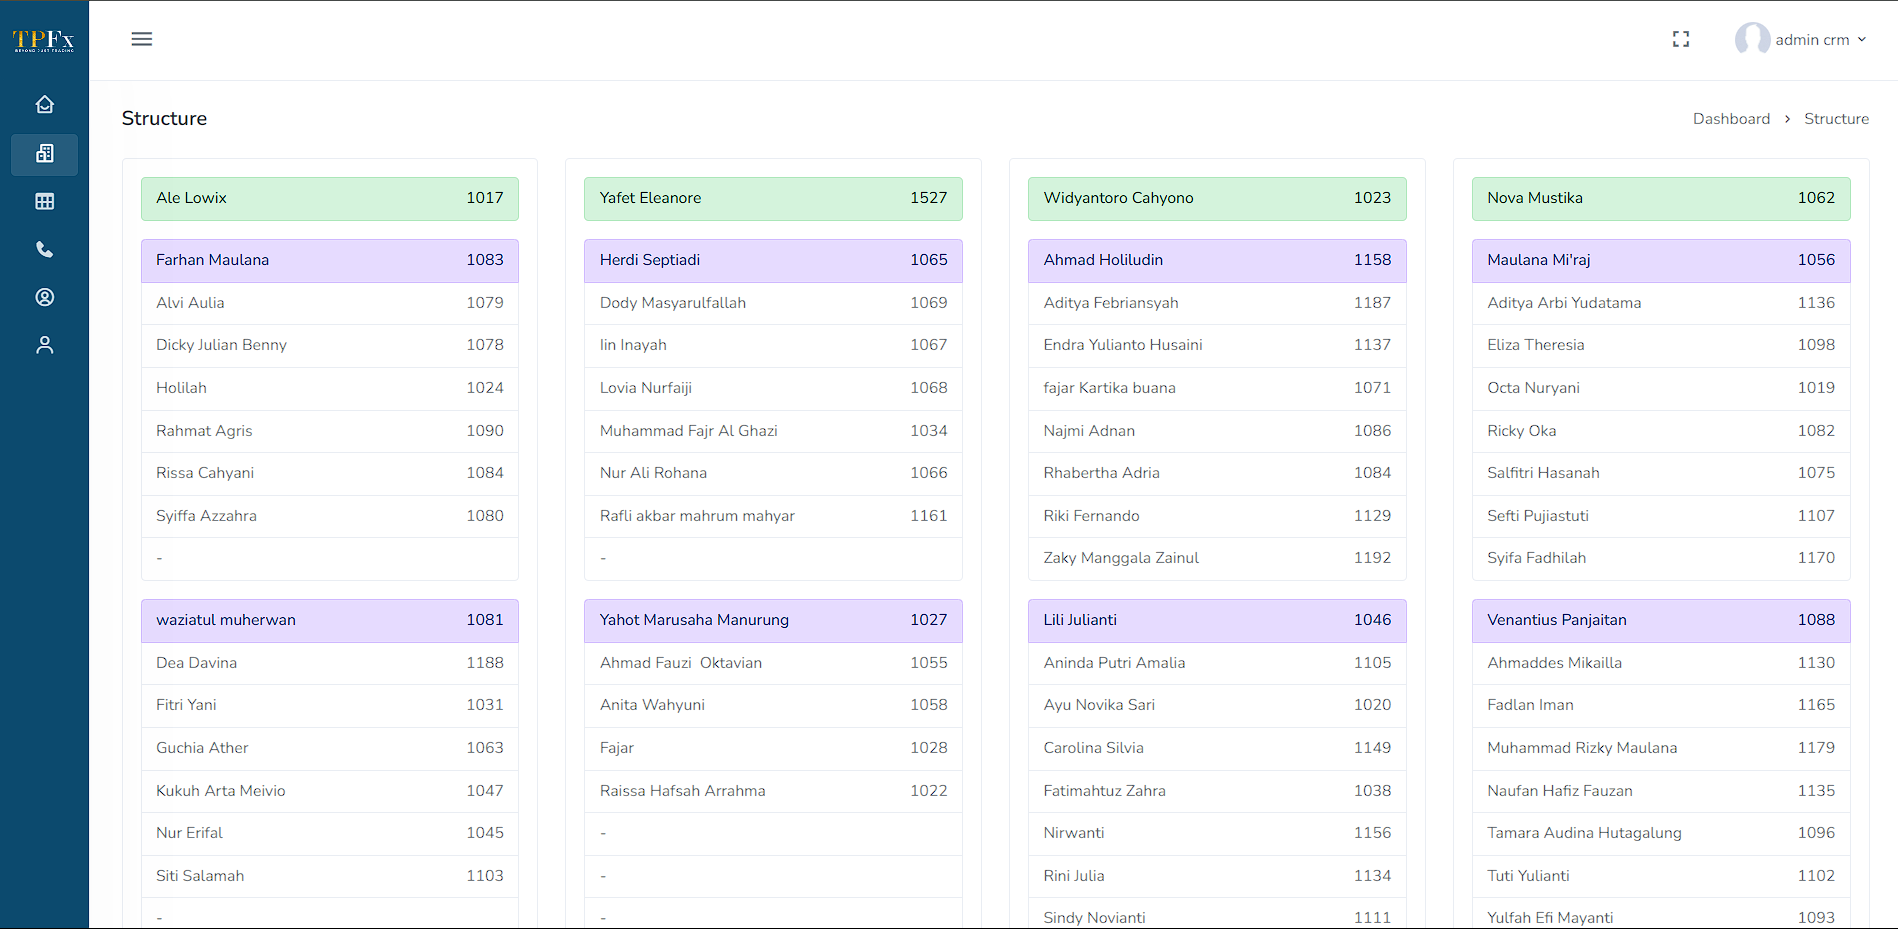 TPFx
BEYOND JUST TRADING
admin crm
Structure
Dashboard > Structure
Ale Lowix 1017
Farhan Maulana 1083
Alvi Aulia 1079
Dicky Julian Benny 1078
Holilah 1024
Rahmat Agris 1090
Rissa Cahyani 1084
Syiffa Azzahra 1080
-
waziatul muherwan 1081
Dea Davina 1188
Fitri Yani 1031
Guchia Ather 1063
Kukuh Arta Meivio 1047
Nur Erifal 1045
Siti Salamah 1103
-
Yafet Eleanore 1527
Herdi Septiadi 1065
Dody Masyarulfallah 1069
Iin Inayah 1067
Lovia Nurfaiji 1068
Muhammad Fajr Al Ghazi 1034
Nur Ali Rohana 1066
Rafli akbar mahrum mahyar 1161
-
Yahot Marusaha Manurung 1027
Ahmad Fauzi  Oktavian 1055
Anita Wahyuni 1058
Fajar 1028
Raissa Hafsah Arrahma 1022
-
-
-
Widyantoro Cahyono 1023
Ahmad Holiludin 1158
Aditya Febriansyah 1187
Endra Yulianto Husaini 1137
fajar Kartika buana 1071
Najmi Adnan 1086
Rhabertha Adria 1084
Riki Fernando 1129
Zaky Manggala Zainul 1192
Lili Julianti 1046
Aninda Putri Amalia 1105
Ayu Novika Sari 1020
Carolina Silvia 1149
Fatimahtuz Zahra 1038
Nirwanti 1156
Rini Julia 1134
Sindy Novianti 1111
Nova Mustika 1062
Maulana Mi'raj 1056
Aditya Arbi Yudatama 1136
Eliza Theresia 1098
Octa Nuryani 1019
Ricky Oka 1082
Salfitri Hasanah 1075
Sefti Pujiastuti 1107
Syifa Fadhilah 1170
Venantius Panjaitan 1088
Ahmaddes Mikailla 1130
Fadlan Iman 1165
Muhammad Rizky Maulana 1179
Naufan Hafiz Fauzan 1135
Tamara Audina Hutagalung 1096
Tuti Yulianti 1102
Yulfah Efi Mayanti 1093